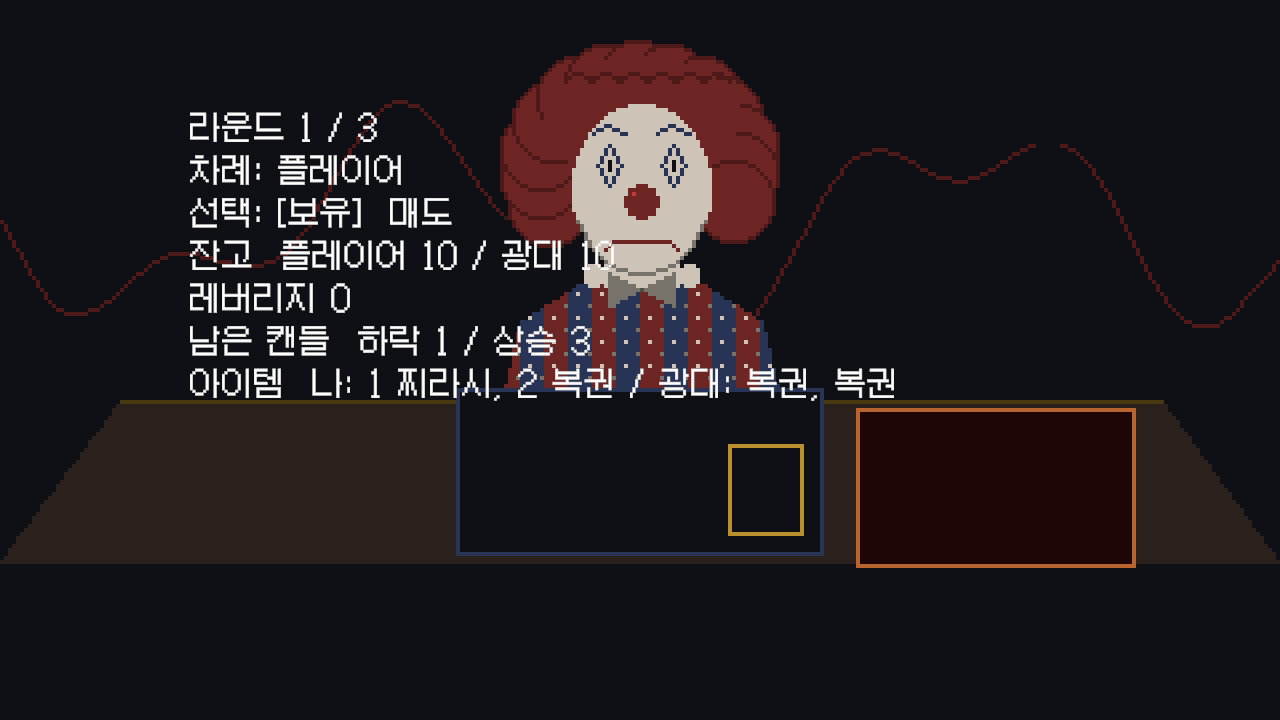 라운드 1 / 3
차례: 플레이어
선택: [보유] 매도
잔고 플레이어 10 / 광대 10
레버리지 0
남은 캔들 하락 1 / 상승 3
아이템 나: 1 찌라시, 2 복권 / 광대: 복권, 복권